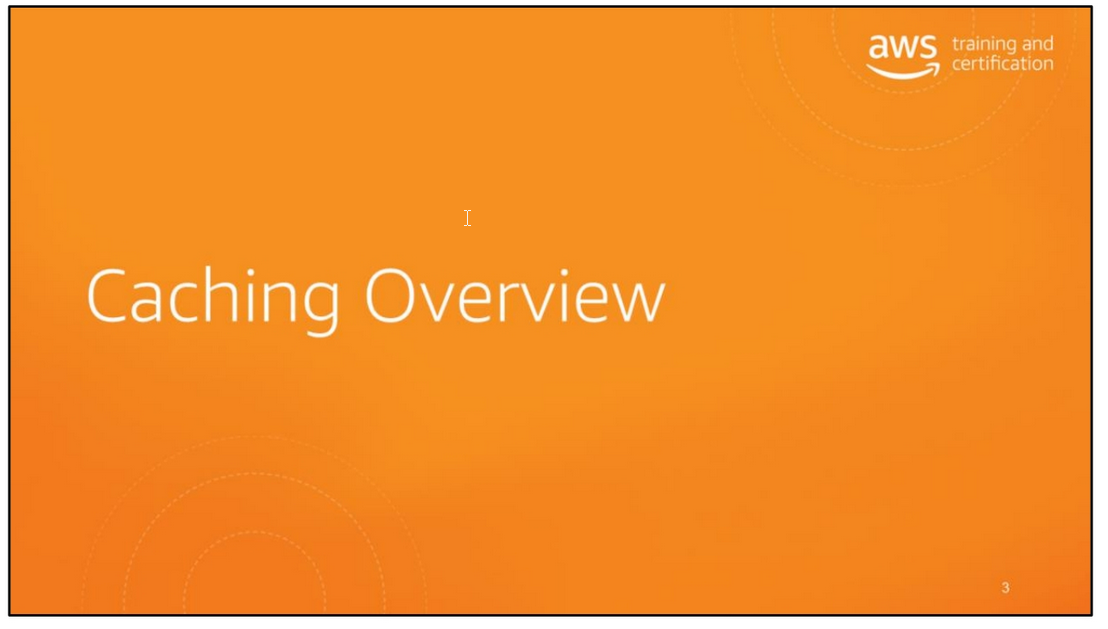 aws training and
certification
Caching Overview
3